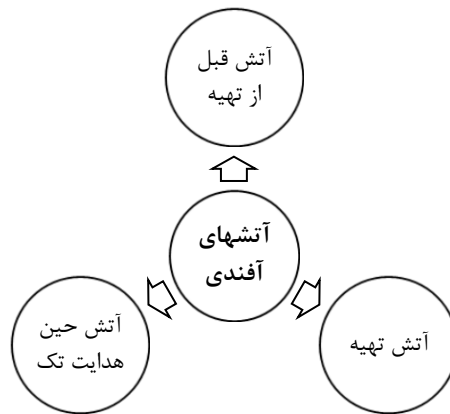 آتش قبل
از تهیه
آتشهای
آفندی
آتش تهیه
آتش حین
هدایت تک